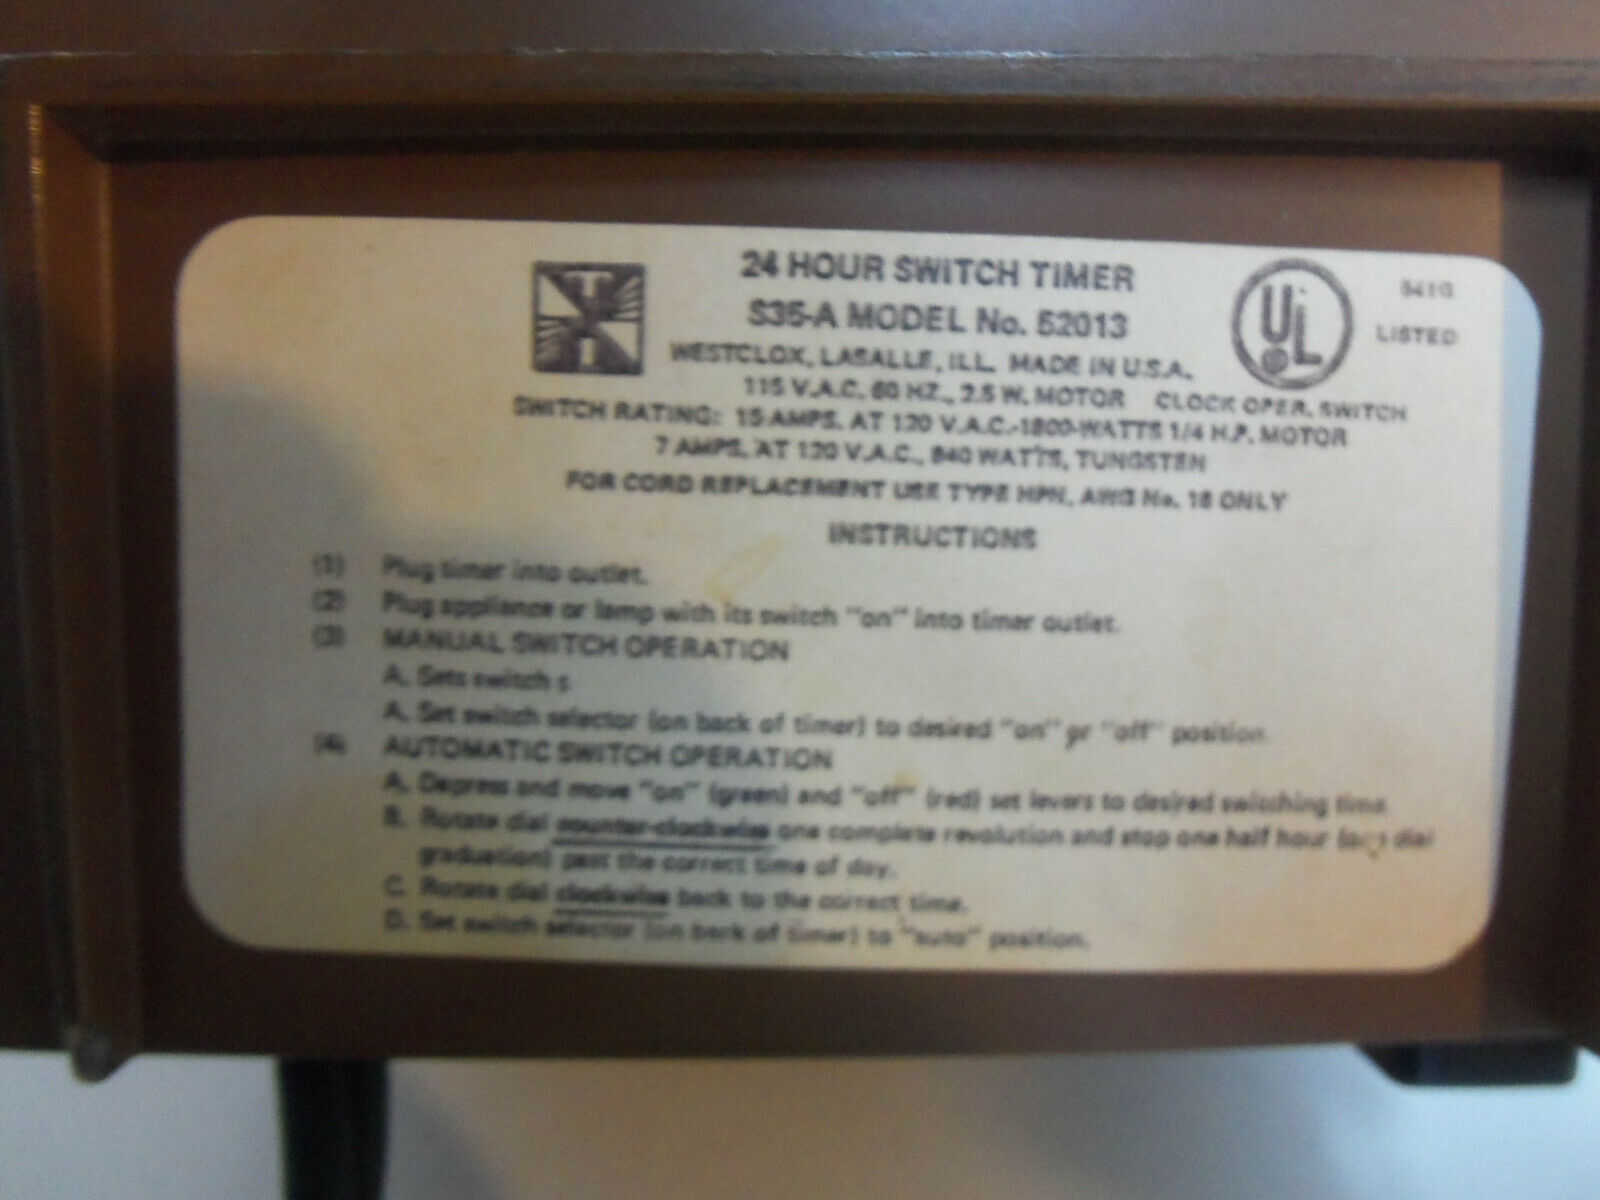 24 HOUR SWITCH TIMER
S35-A MODEL No. 52013
WESTCLOX, LASALLE, ILL. MADE IN U.S.A.
115 V.A.C. 60 HZ., 2.5 W. MOTOR CLOCK OPER. SWITCH
SWITCH RATING: 15 AMPS. AT 120 V.A.C.-1800-WATTS 1/4 H.P. MOTOR
7 AMPS. AT 120 V.A.C., 840 WATTS, TUNGSTEN
FOR CORD REPLACEMENT USE TYPE HPN, AWG No. 16 ONLY
TI
UL
541G
LISTED
INSTRUCTIONS
(1) Plug timer into outlet.
(2) Plug appliance or lamp with its switch "on" into timer outlet.
(3) MANUAL SWITCH OPERATION
A. Sets switch s
A. Set switch selector (on back of timer) to desired "on" or "off" position.
(4) AUTOMATIC SWITCH OPERATION
A. Depress and move "on" (green) and "off" (red) set levers to desired switching time
B. Rotate dial counter-clockwise one complete revolution and stop one half hour (one dial
graduation) past the correct time of day.
C. Rotate dial clockwise back to the correct time.
D. Set switch selector (on back of timer) to "auto" position.